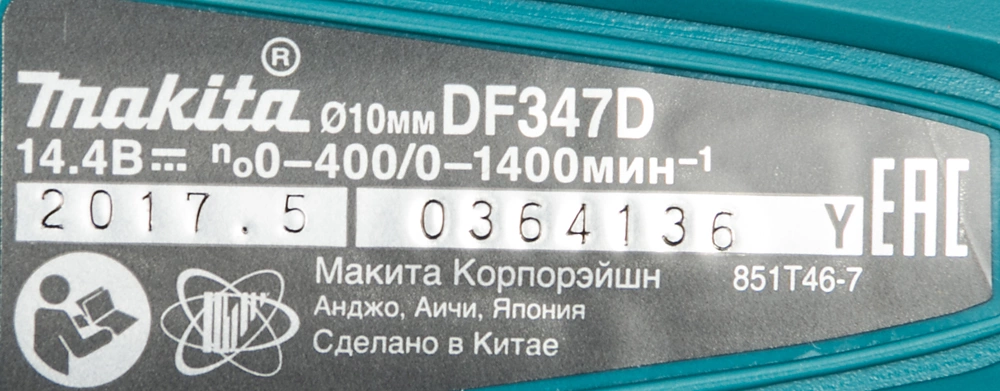 makita® ø10мм DF347D
14.4В⎓ n₀0–400/0–1400мин⁻¹
2017.5 0364136 Y EAC
Макита Корпорэйшн 851T46-7
Анджо, Аичи, Япония
Сделано в Китае